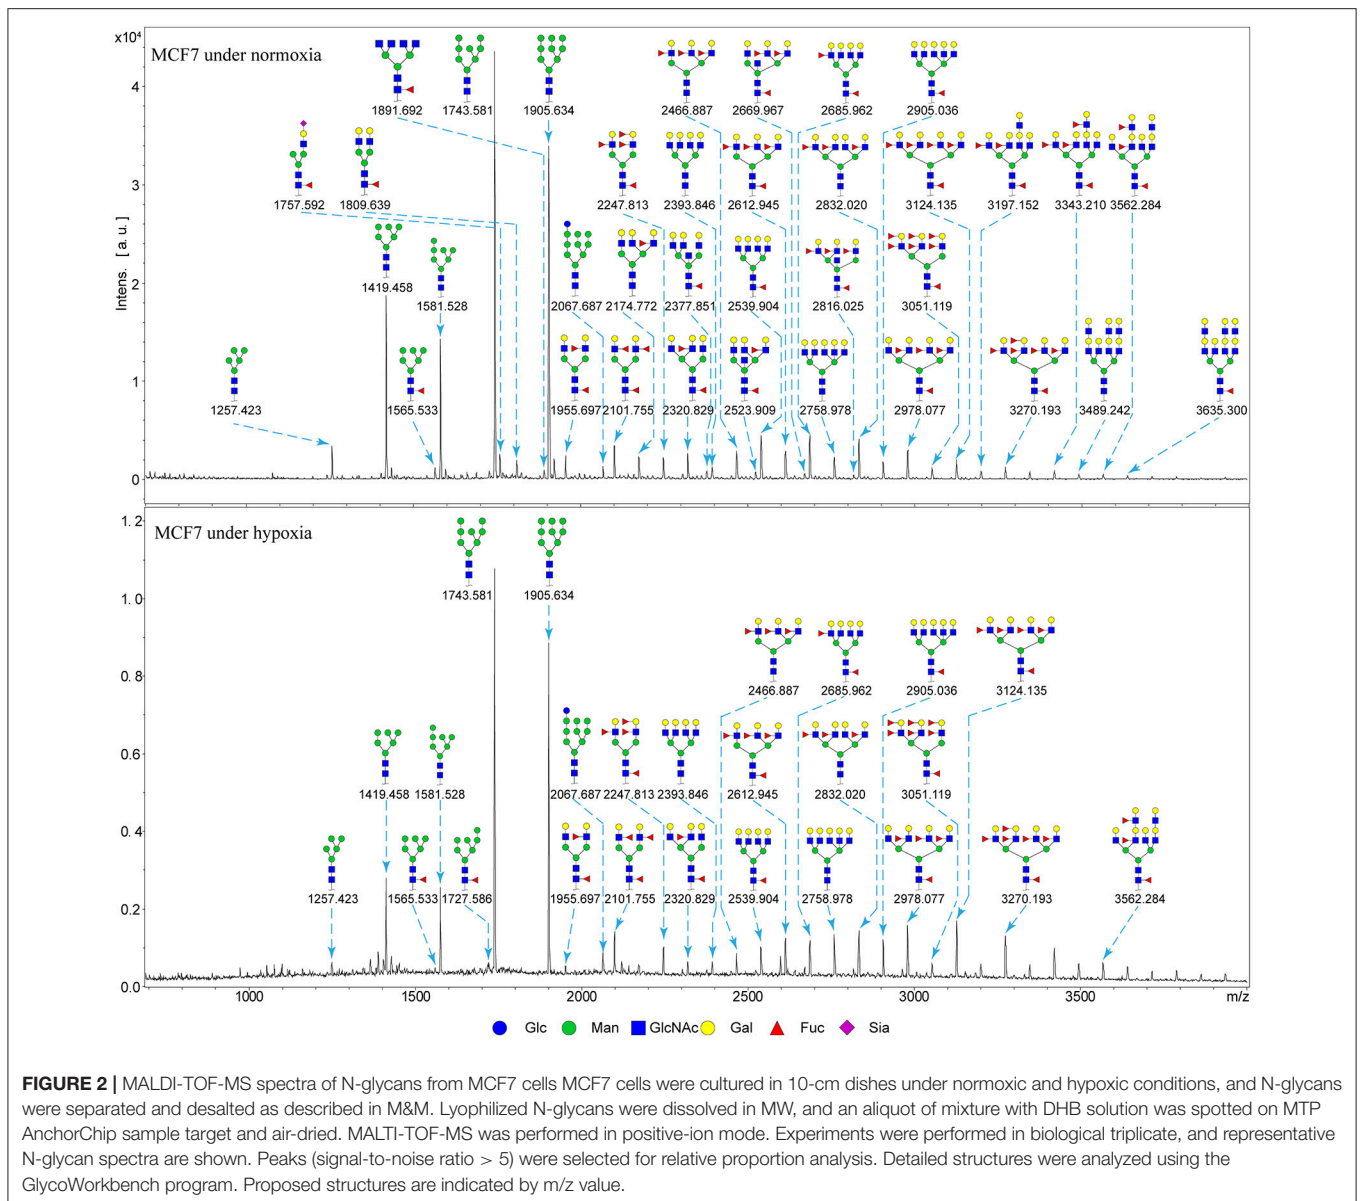 x10⁴
MCF7 under normoxia
4
3
2
1
0
Intens. [a. u.]
1891.692 1743.581 1905.634 2466.887 2669.967 2685.962 2905.036
1757.592 1809.639 2247.813 2393.846 2612.945 2832.020 3124.135 3197.152 3343.210 3562.284
1419.458 1581.528 2067.687 2174.772 2377.851 2539.904 2816.025 3051.119
1257.423 1565.533 1955.697 2101.755 2320.829 2523.909 2758.978 2978.077 3270.193 3489.242 3635.300
1.2
MCF7 under hypoxia
1.0
0.8
0.6
0.4
0.2
0.0
1743.581 1905.634
2466.887 2685.962 2905.036 3124.135
1419.458 1581.528 2067.687 2247.813 2393.846 2612.945 2832.020 3051.119
1257.423 1565.533 1727.586 1955.697 2101.755 2320.829 2539.904 2758.978 2978.077 3270.193 3562.284
1000 1500 2000 2500 3000 3500 m/z
Glc Man GlcNAc Gal Fuc Sia
FIGURE 2 | MALDI-TOF-MS spectra of N-glycans from MCF7 cells MCF7 cells were cultured in 10-cm dishes under normoxic and hypoxic conditions, and N-glycans
were separated and desalted as described in M&M. Lyophilized N-glycans were dissolved in MW, and an aliquot of mixture with DHB solution was spotted on MTP
AnchorChip sample target and air-dried. MALTI-TOF-MS was performed in positive-ion mode. Experiments were performed in biological triplicate, and representative
N-glycan spectra are shown. Peaks (signal-to-noise ratio > 5) were selected for relative proportion analysis. Detailed structures were analyzed using the
GlycoWorkbench program. Proposed structures are indicated by m/z value.